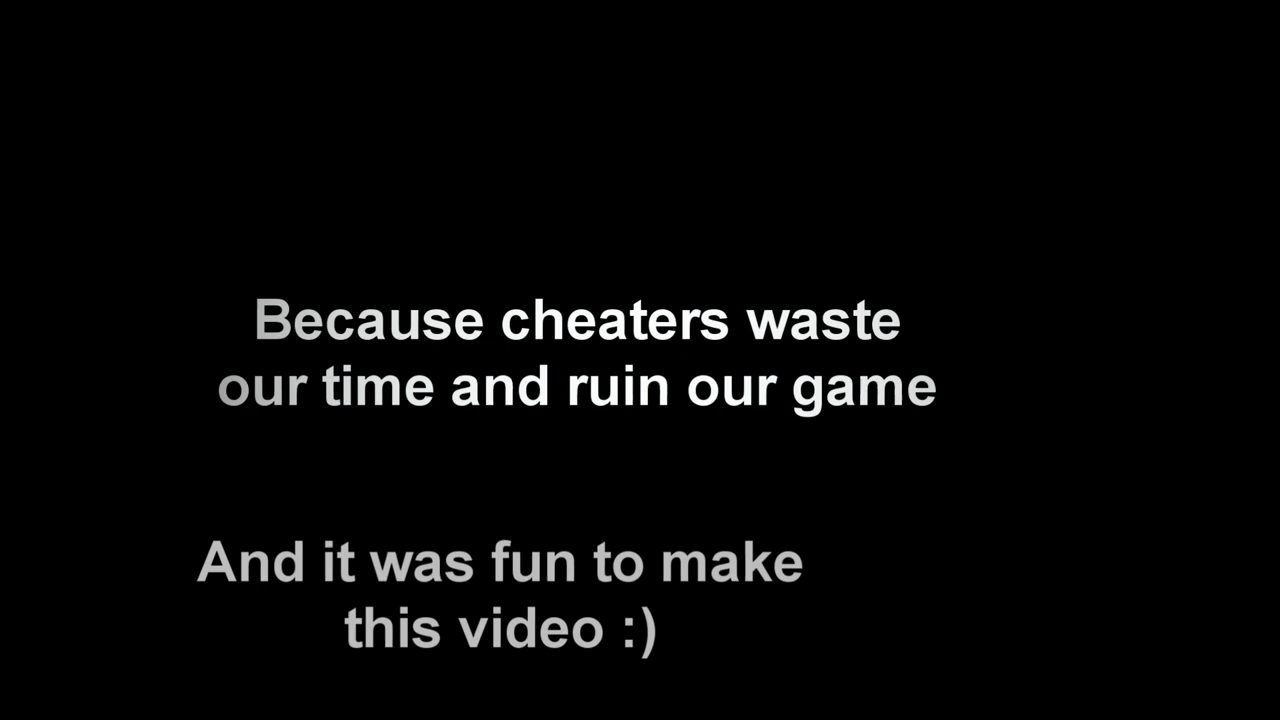 Because cheaters waste
our time and ruin our game
And it was fun to make
this video :)